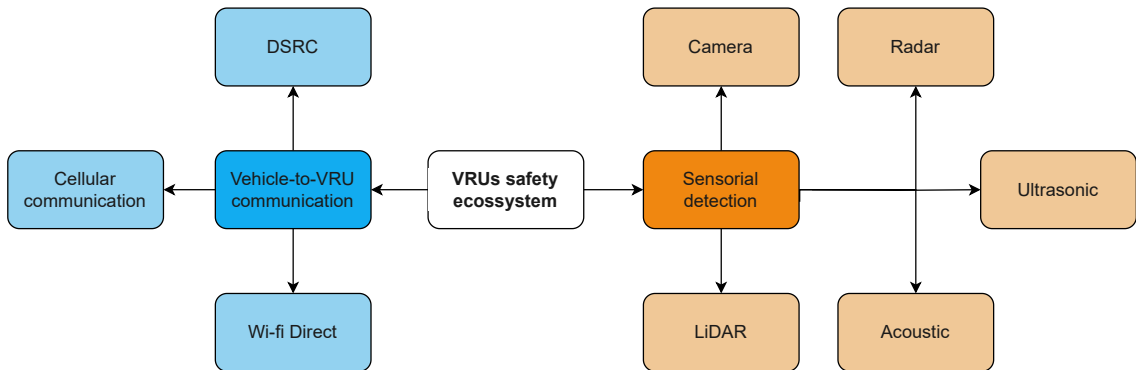 DSRC
Camera
Radar
Cellular
communication
Vehicle-to-VRU
communication
VRUs safety
ecossystem
Sensorial
detection
Ultrasonic
Wi-fi Direct
LiDAR
Acoustic